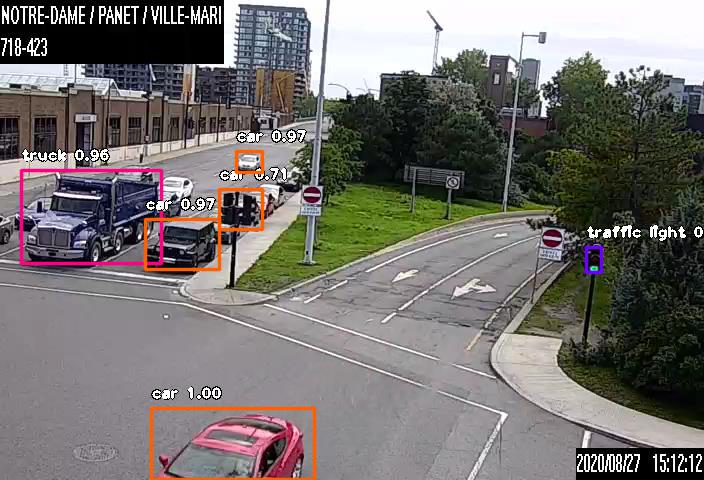 NOTRE-DAME / PANET / VILLE-MARI
718-423
car 0.97
truck 0.96
car 0.71
car 0.97
traffic light 0
car 1.00
2020/08/27 15:12:12